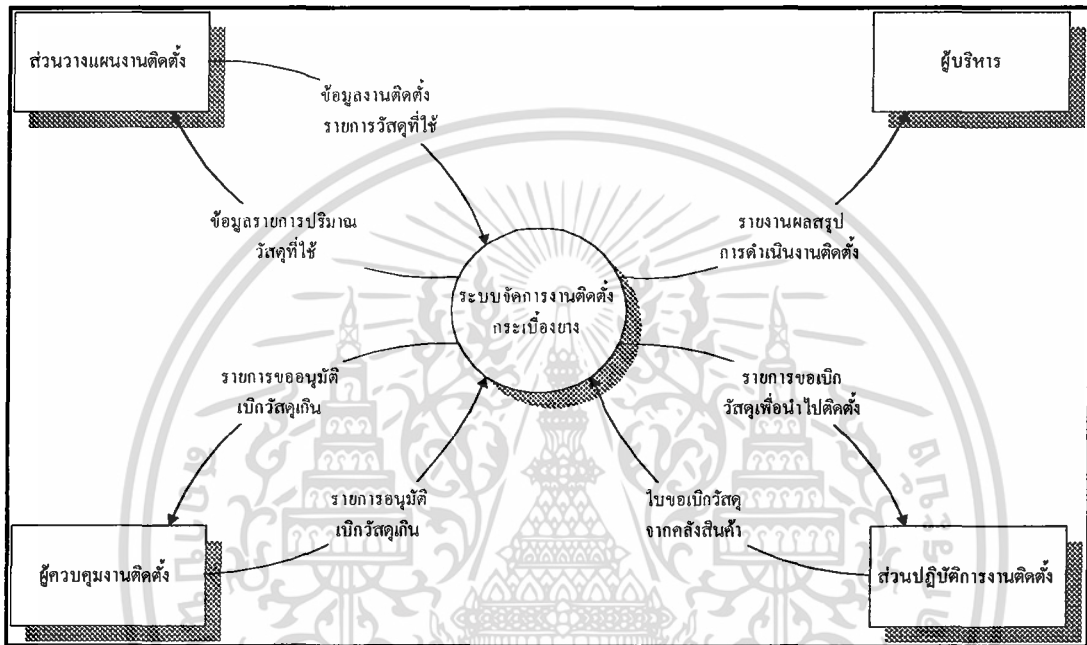 ส่วนวางแผนงานติดตั้ง
ผู้บริหาร
ข้อมูลงานติดตั้ง
รายการวัสดุที่ใช้
ข้อมูลรายการปริมาณ
วัสดุที่ใช้
รายงานผลสรุป
การดำเนินงานติดตั้ง
ระบบจัดการงานติดตั้ง
กระเบื้องยาง
รายการขออนุมัติ
เบิกวัสดุเกิน
รายการขอเบิก
วัสดุเพื่อนำไปติดตั้ง
รายการอนุมัติ
เบิกวัสดุเกิน
ใบขอเบิกวัสดุ
จากคลังสินค้า
ผู้ควบคุมงานติดตั้ง
ส่วนปฏิบัติการงานติดตั้ง